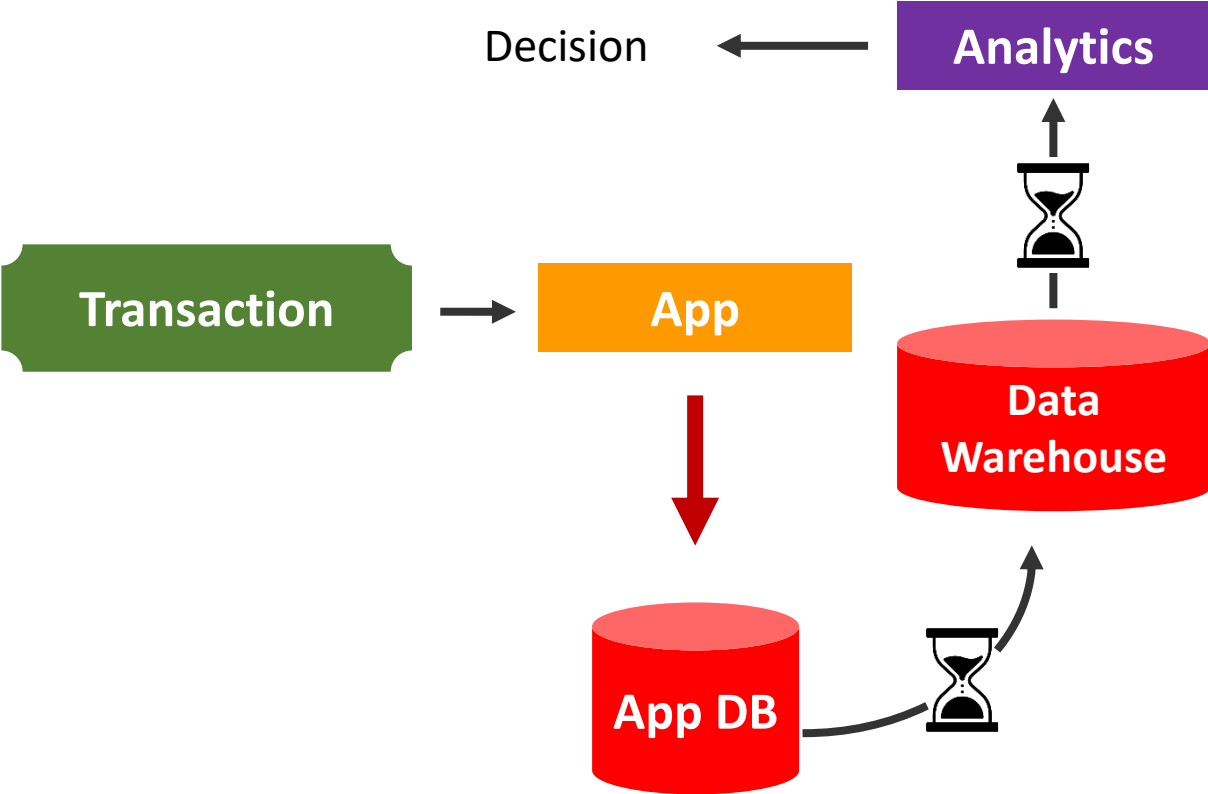 Decision
Analytics
Transaction
App
Data
Warehouse
App DB